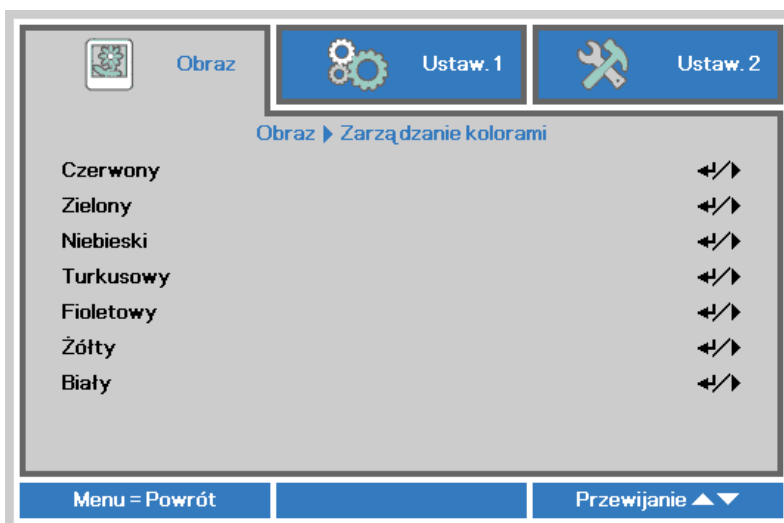 Obraz
Ustaw. 1
Ustaw. 2
Obraz ▶ Zarządzanie kolorami
Czerwony ↵/▶
Zielony ↵/▶
Niebieski ↵/▶
Turkusowy ↵/▶
Fioletowy ↵/▶
Żółty ↵/▶
Biały ↵/▶
Menu = Powrót
Przewijanie ▲▼